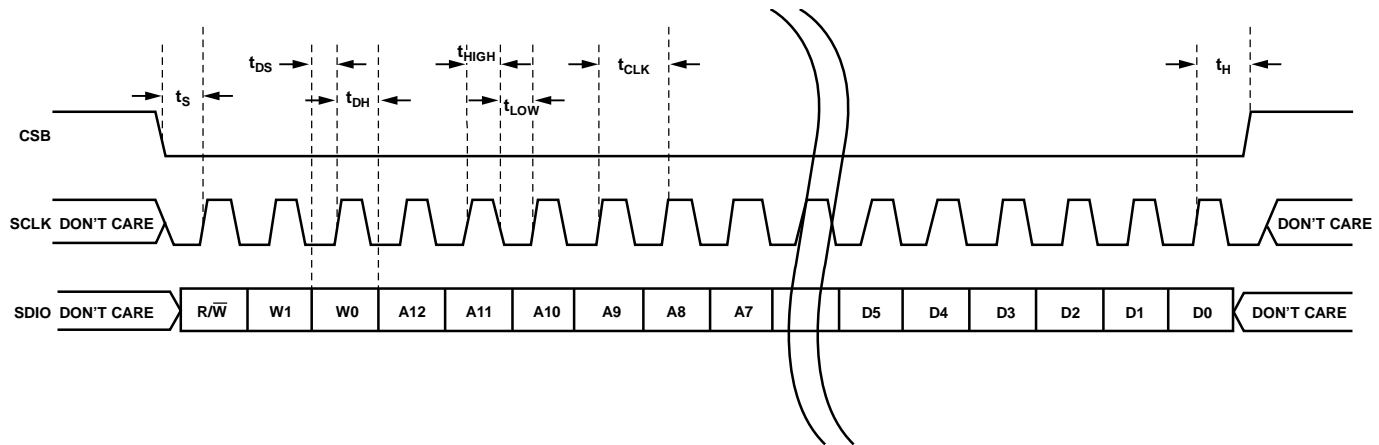 tHIGH
tDS tCLK tH
tS tDH tLOW
CSB
SCLK DON'T CARE DON'T CARE
SDIO DON'T CARE R/W̅ W1 W0 A12 A11 A10 A9 A8 A7 D5 D4 D3 D2 D1 D0 DON'T CARE